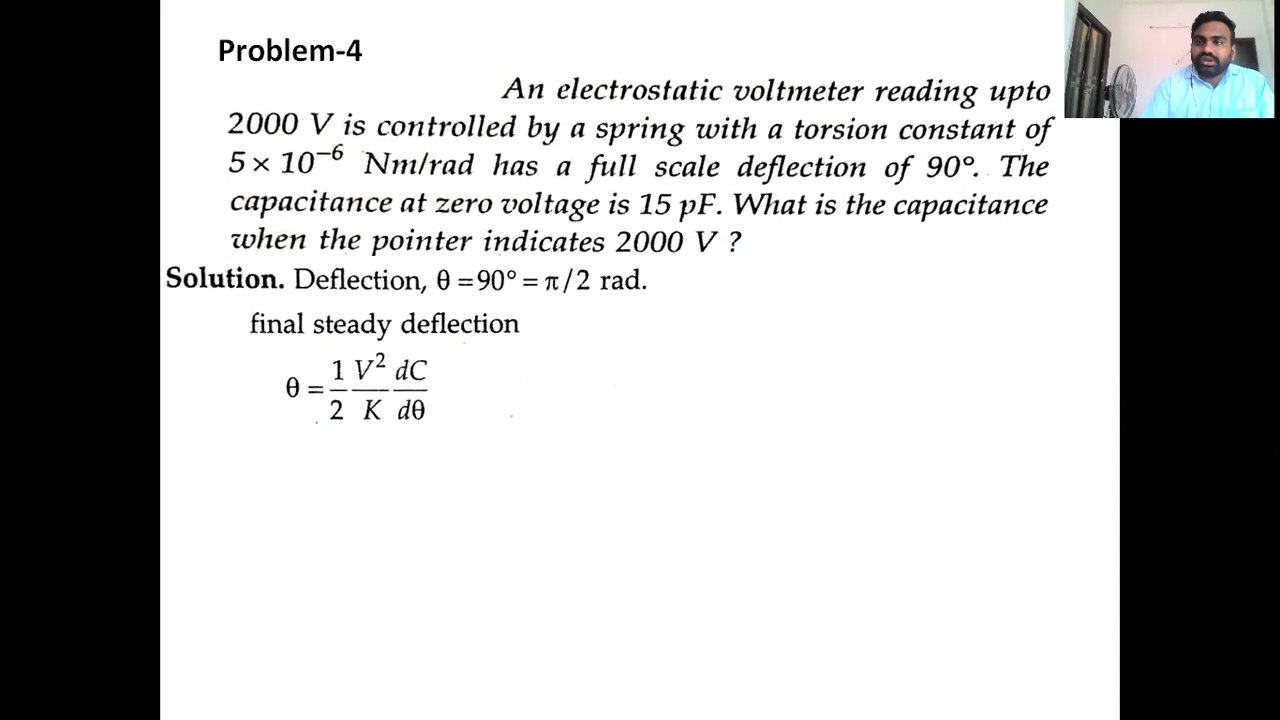 Problem-4
An electrostatic voltmeter reading upto
2000 V is controlled by a spring with a torsion constant of
5 × 10⁻⁶ Nm/rad has a full scale deflection of 90°. The
capacitance at zero voltage is 15 pF. What is the capacitance
when the pointer indicates 2000 V ?
Solution. Deflection, θ = 90° = π/2 rad.
final steady deflection
θ = 1/2 V²/K dC/dθ